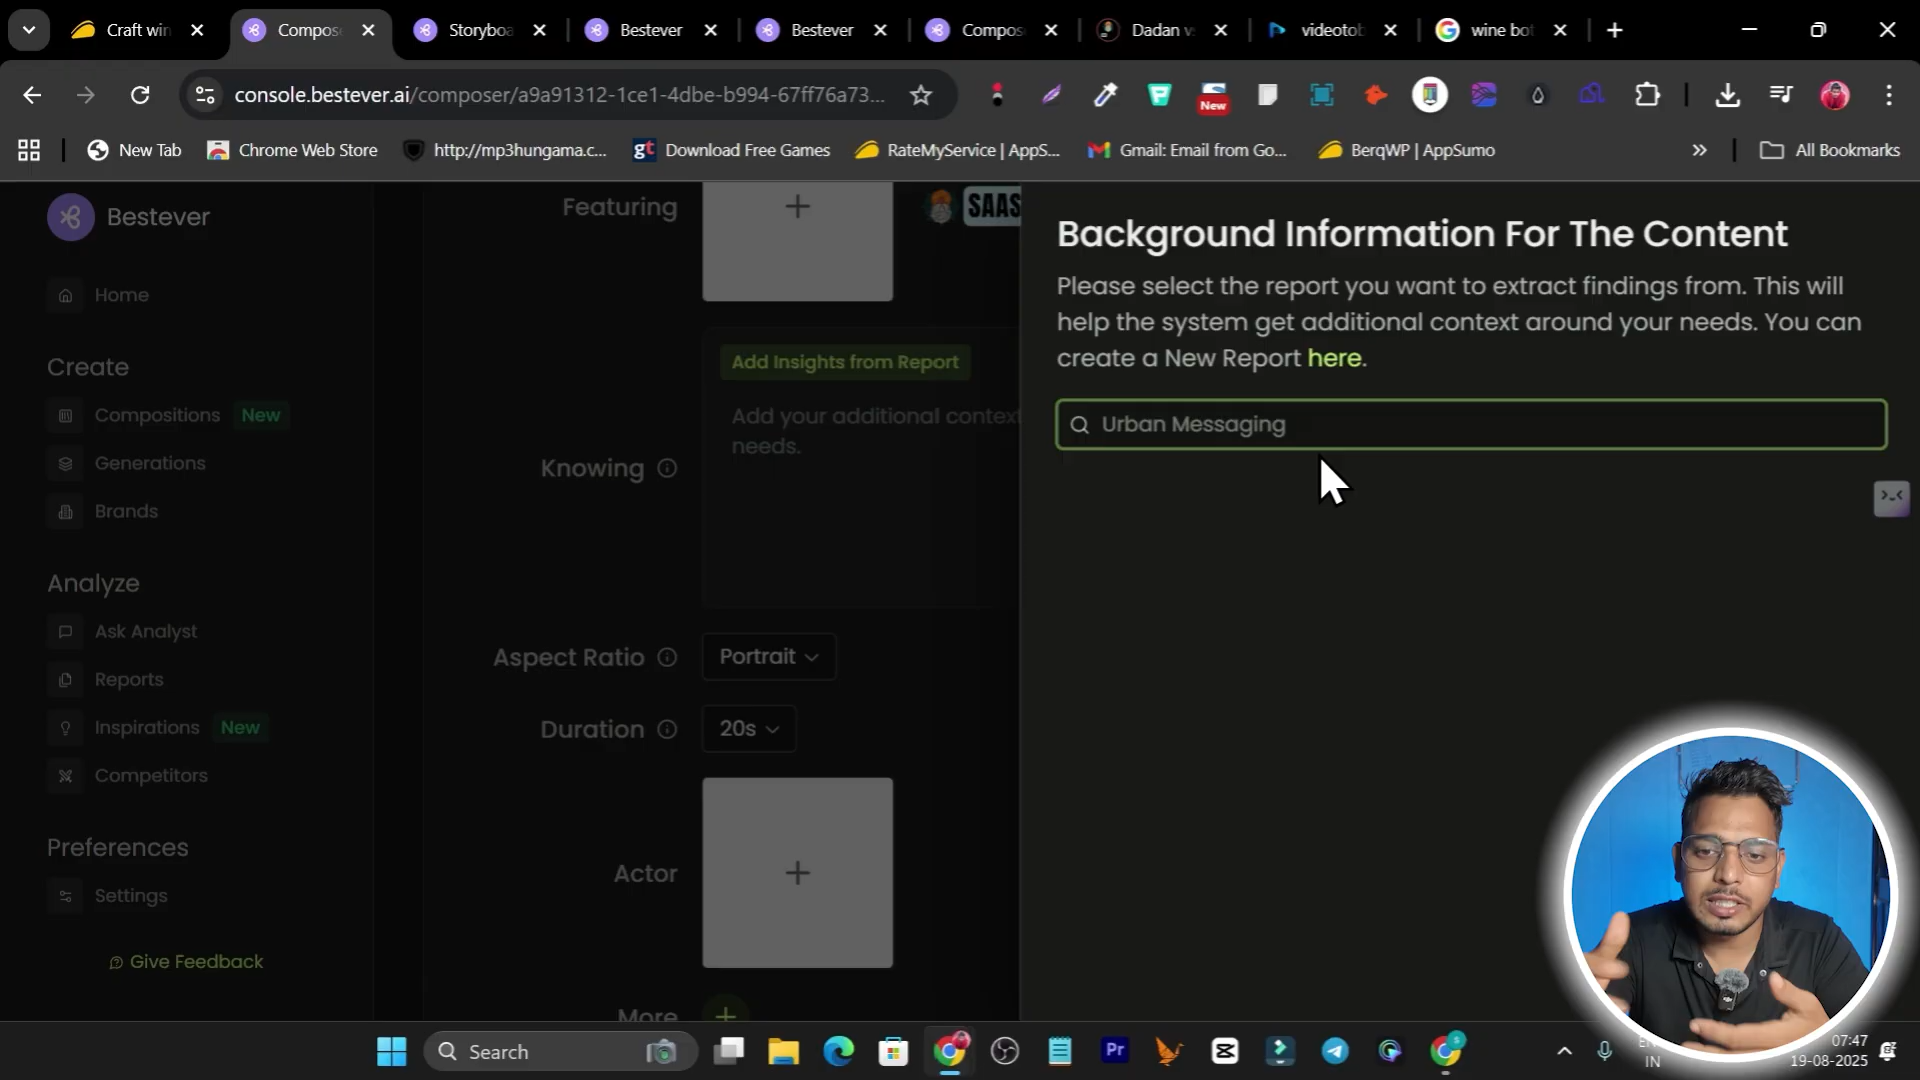 Craft win
Compose
Storyboa
Bestever
Bestever
Compos
Dadan v
videotob
wine bot
console.bestever.ai/composer/a9a91312-1ce1-4dbe-b994-67ff76a73...
New
New Tab
Chrome Web Store
http://mp3hungama.c...
gt
Download Free Games
RateMyService | AppS...
Gmail: Email from Go...
BerqWP | AppSumo
All Bookmarks
Bestever
Home
Create
Compositions New
Generations
Brands
Analyze
Ask Analyst
Reports
Inspirations New
Competitors
Preferences
Settings
Give Feedback
Featuring
SAAS
Add Insights from Report
Add your additional context
needs.
Knowing
Aspect Ratio
Portrait
Duration
20s
Actor
More
Background Information For The Content
Please select the report you want to extract findings from. This will
help the system get additional context around your needs. You can
create a New Report here.
Urban Messaging
Search
Pr
IN
07:47
19-08-2025